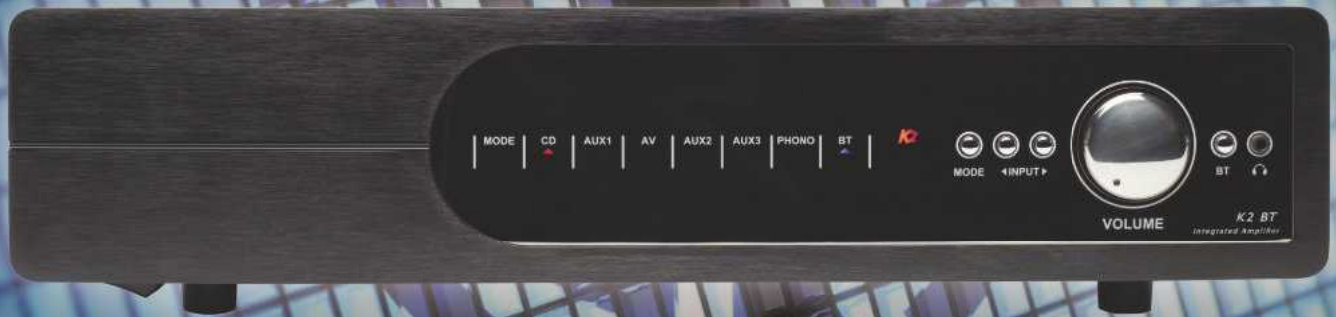 MODE CD AUX1 AV AUX2 AUX3 PHONO BT
K2
MODE ◄INPUT► BT
VOLUME
K2 BT
Integrated Amplifier